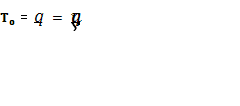 T₀ = q =